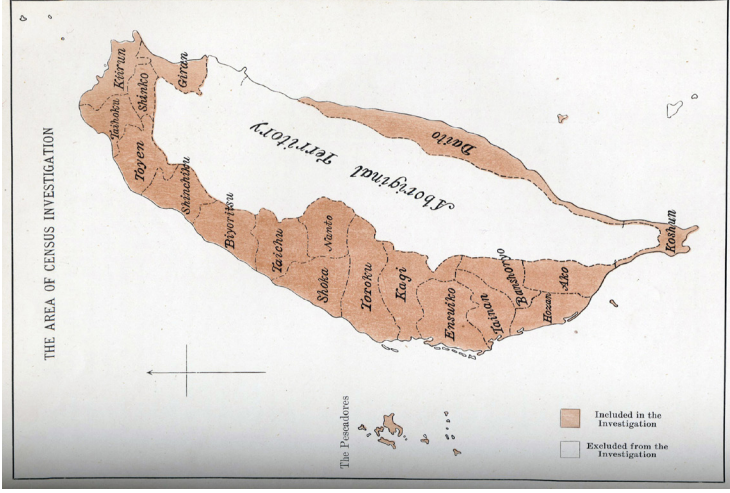 THE AREA OF CENSUS INVESTIGATION
Kiirun
Shinko
Giran
Taihoku
Toyen
Shinchiku
Biyoritsu
Taichu
Nanto
Shoka
Toroku
Kagi
Ensuiko
Tainan
Banshoryo
Hozan
Ako
Koshun
Daito
Aboriginal Territory
The Pescadores
Included in the
Investigation
Excluded from the
Investigation